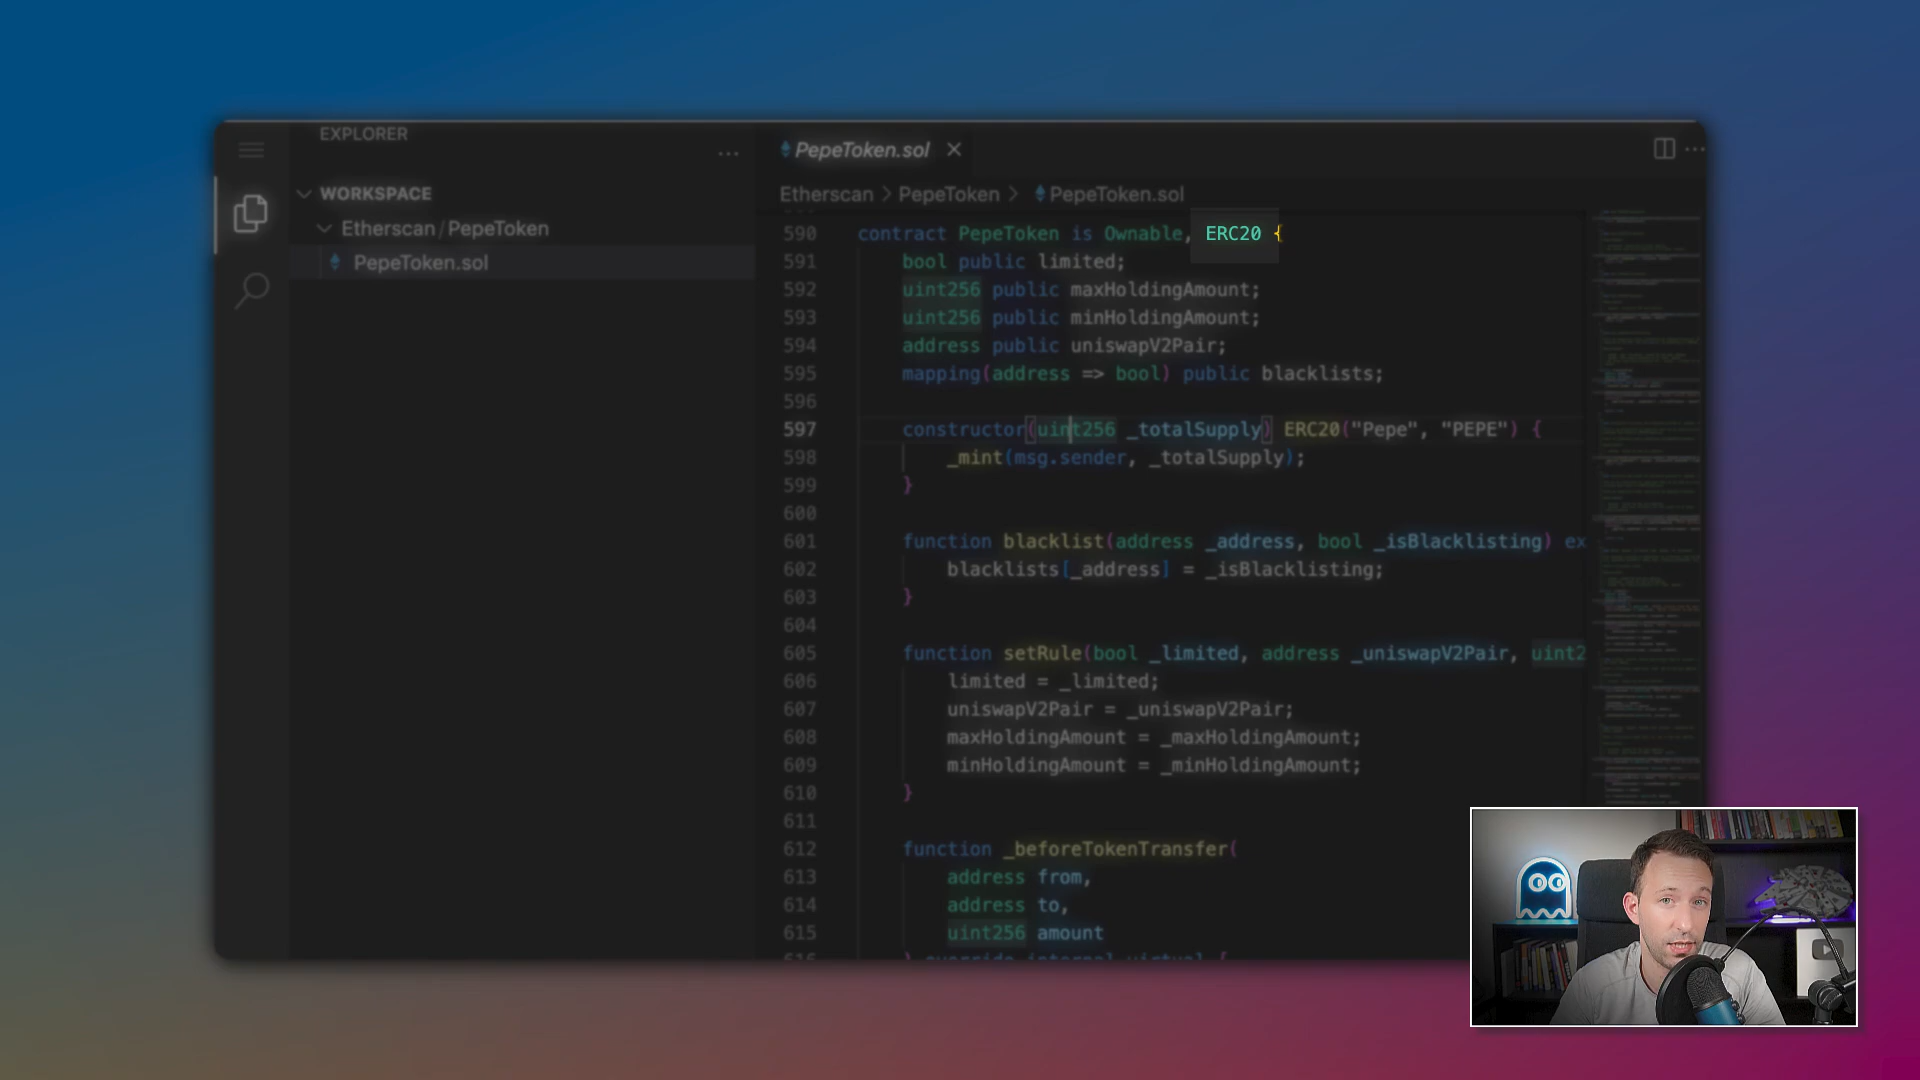 EXPLORER
...
WORKSPACE
Etherscan/PepeToken
PepeToken.sol
PepeToken.sol
Etherscan > PepeToken > PepeToken.sol
590 contract PepeToken is Ownable, ERC20 {
591 bool public limited;
592 uint256 public maxHoldingAmount;
593 uint256 public minHoldingAmount;
594 address public uniswapV2Pair;
595 mapping(address => bool) public blacklists;
596
597 constructor(uint256 _totalSupply) ERC20("Pepe", "PEPE") {
598 _mint(msg.sender, _totalSupply);
599 }
600
601 function blacklist(address _address, bool _isBlacklisting) ex
602 blacklists[_address] = _isBlacklisting;
603 }
604
605 function setRule(bool _limited, address _uniswapV2Pair, uint2
606 limited = _limited;
607 uniswapV2Pair = _uniswapV2Pair;
608 maxHoldingAmount = _maxHoldingAmount;
609 minHoldingAmount = _minHoldingAmount;
610 }
611
612 function _beforeTokenTransfer(
613 address from,
614 address to,
615 uint256 amount
616 ) override internal virtual {